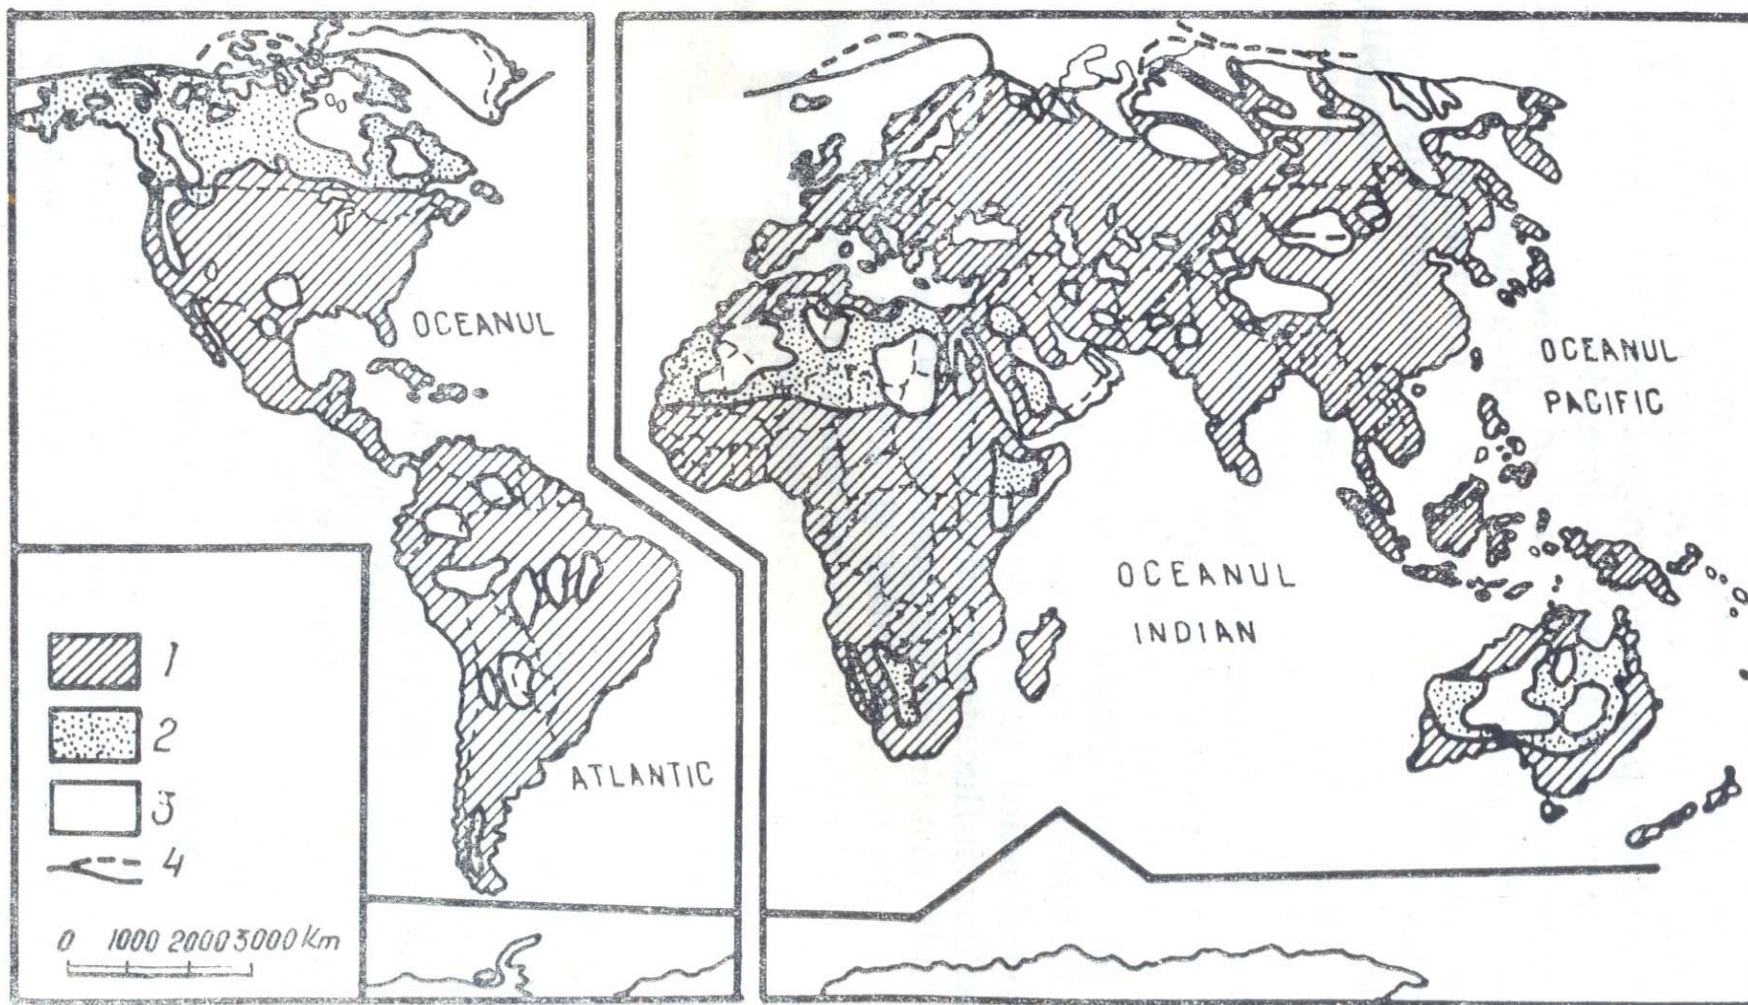 OCEANUL
ATLANTIC
OCEANUL
PACIFIC
OCEANUL
INDIAN
1
2
3
4
0 1000 2000 3000 Km